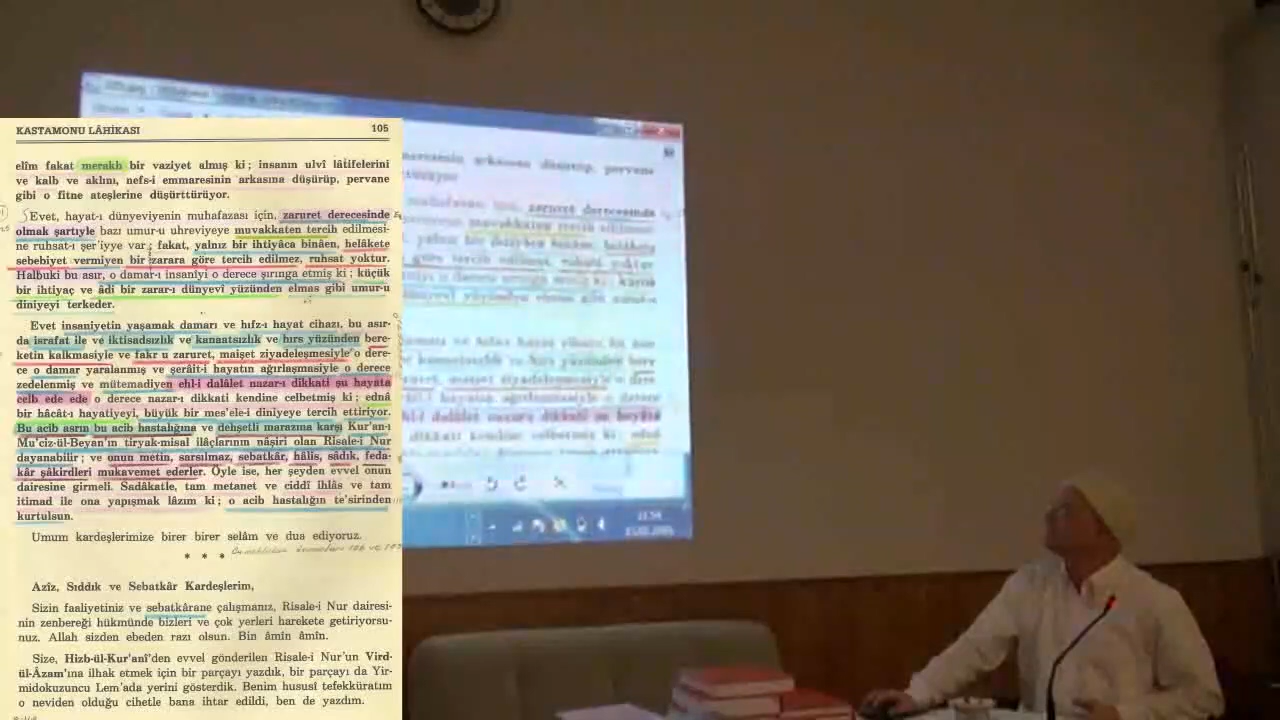 KASTAMONU LÂHİKASI 105
elîm fakat meraklı bir vaziyet almış ki; insanın ulvî lâtifelerini
ve kalb ve aklını, nefs-i emmaresinin arkasına düşürüp, pervane
gibi o fitne ateşlerine düşürttürüyor.
Evet, hayat-ı dünyeviyenin muhafazası için, zaruret derecesinde
olmak şartıyle bazı umur-u uhreviyeye muvakkaten tercih edilmesi-
ne ruhsat-ı şer'iyye var; fakat, yalnız bir ihtiyâca binâen, helâkete
sebebiyet vermiyen bir zarara göre tercih edilmez, ruhsat yoktur.
Halbuki bu asır, o damar-ı insanîyi o derece şırınga etmiş ki; küçük
bir ihtiyaç ve âdi bir zarar-ı dünyevî yüzünden elmas gibi umur-u
diniyeyi terkeder.
Evet insaniyetin yaşamak damarı ve hıfz-ı hayat cihazı, bu asır-
da israfat ile ve iktisadsızlık ve kanaatsızlık ve hırs yüzünden bere-
ketin kalkmasiyle ve fakr u zaruret, maişet ziyadeleşmesiyle o dere-
ce o damar yaralanmış ve şerâit-i hayatın ağırlaşmasiyle o derece
zedelenmiş ve mütemadiyen ehl-i dalâlet nazar-ı dikkati şu hayata
celb ede ede o derece nazar-ı dikkati kendine celbetmiş ki; ednâ
bir hâcât-ı hayatiyeyi, büyük bir mes'ele-i diniyeye tercih ettiriyor.
Bu acib asrın bu acib hastalığına ve dehşetli marazına karşı Kur'an-ı
Mu'ciz-ül-Beyan'ın tiryak-misal ilâçlarının nâşiri olan Risale-i Nur
dayanabilir; ve onun metin, sarsılmaz, sebatkâr, hâlis, sâdık, feda-
kâr şâkirdleri mukavemet ederler. Öyle ise, her şeyden evvel onun
dairesine girmeli. Sadâkatle, tam metanet ve ciddî ihlâs ve tam
itimad ile ona yapışmak lâzım ki; o acib hastalığın te'sirinden
kurtulsun.
Umum kardeşlerimize birer birer selâm ve dua ediyoruz.
* * *
Azîz, Sıddık ve Sebatkâr Kardeşlerim,
Sizin faaliyetiniz ve sebatkârane çalışmanız, Risale-i Nur dairesi-
nin zenbereği hükmünde bizleri ve çok yerleri harekete getiriyorsu-
nuz. Allah sizden ebeden razı olsun. Bin âmin âmin.
Size, Hizb-ül-Kur'anî'den evvel gönderilen Risale-i Nur'un Vird-
ül-Âzam'ına ilhak etmek için bir parçayı yazdık, bir parçayı da Yir-
midokuzuncu Lem'ada yerini gösterdik. Benim hususî tefekküratım
o neviden olduğu cihetle bana ihtar edildi, ben de yazdım.